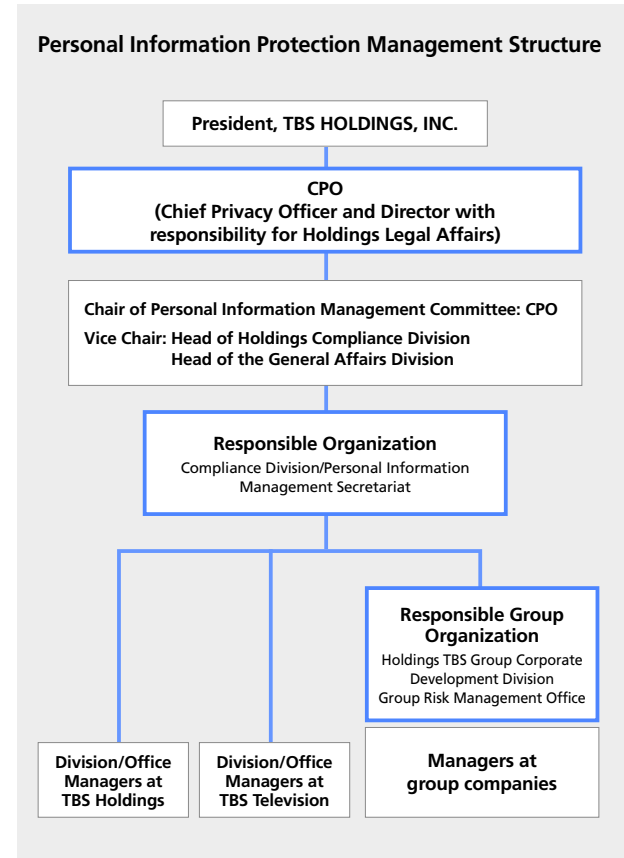 Personal Information Protection Management Structure
President, TBS HOLDINGS, INC.
CPO
(Chief Privacy Officer and Director with
responsibility for Holdings Legal Affairs)
Chair of Personal Information Management Committee: CPO
Vice Chair: Head of Holdings Compliance Division
Head of the General Affairs Division
Responsible Organization
Compliance Division/Personal Information
Management Secretariat
Responsible Group
Organization
Holdings TBS Group Corporate
Development Division
Group Risk Management Office
Division/Office
Managers at
TBS Holdings
Division/Office
Managers at
TBS Television
Managers at
group companies